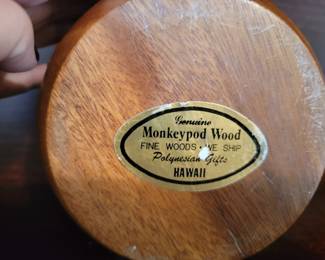 Genuine
Monkeypod Wood
FINE WOODS • WE SHIP
Polynesian Gifts
HAWAII